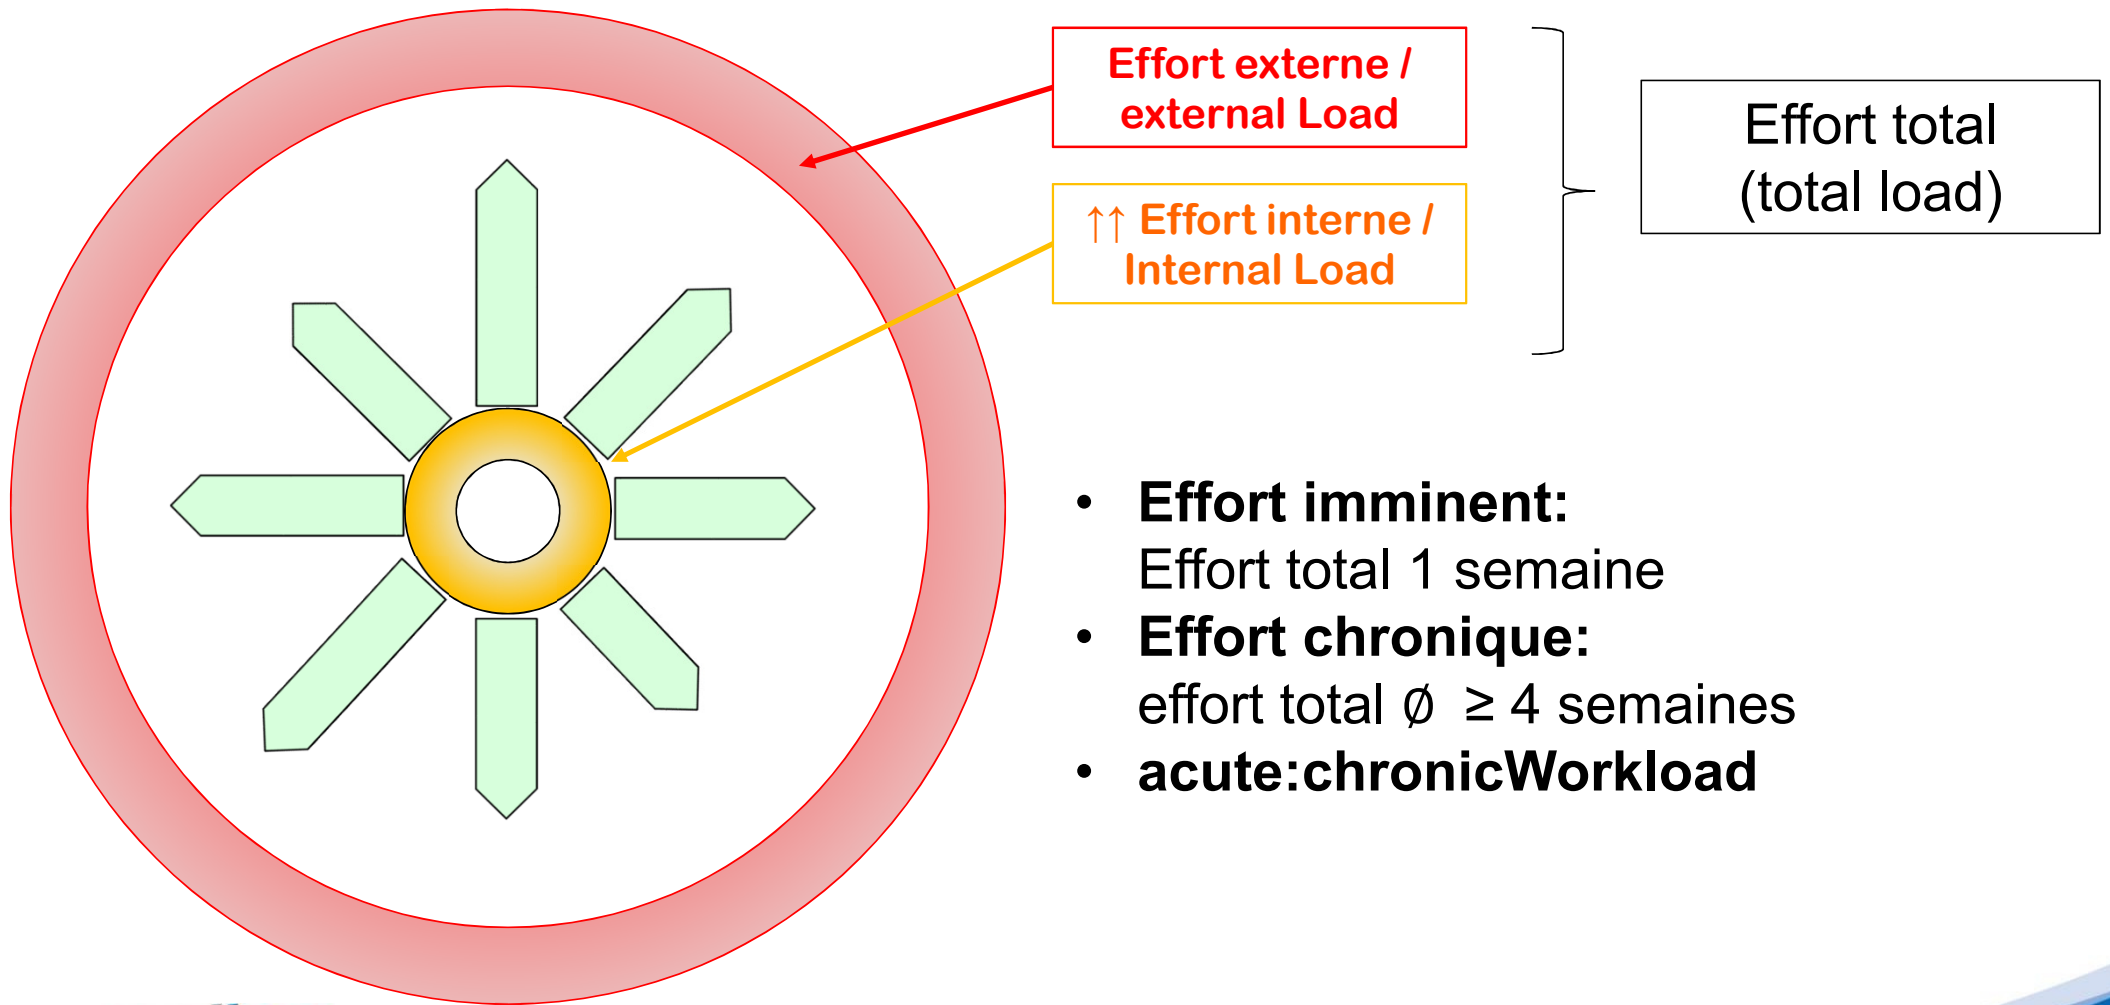 Effort externe /
external Load
↑↑ Effort interne /
Internal Load
Effort total
(total load)
• Effort imminent:
Effort total 1 semaine
• Effort chronique:
effort total ∅ ≥ 4 semaines
• acute:chronicWorkload